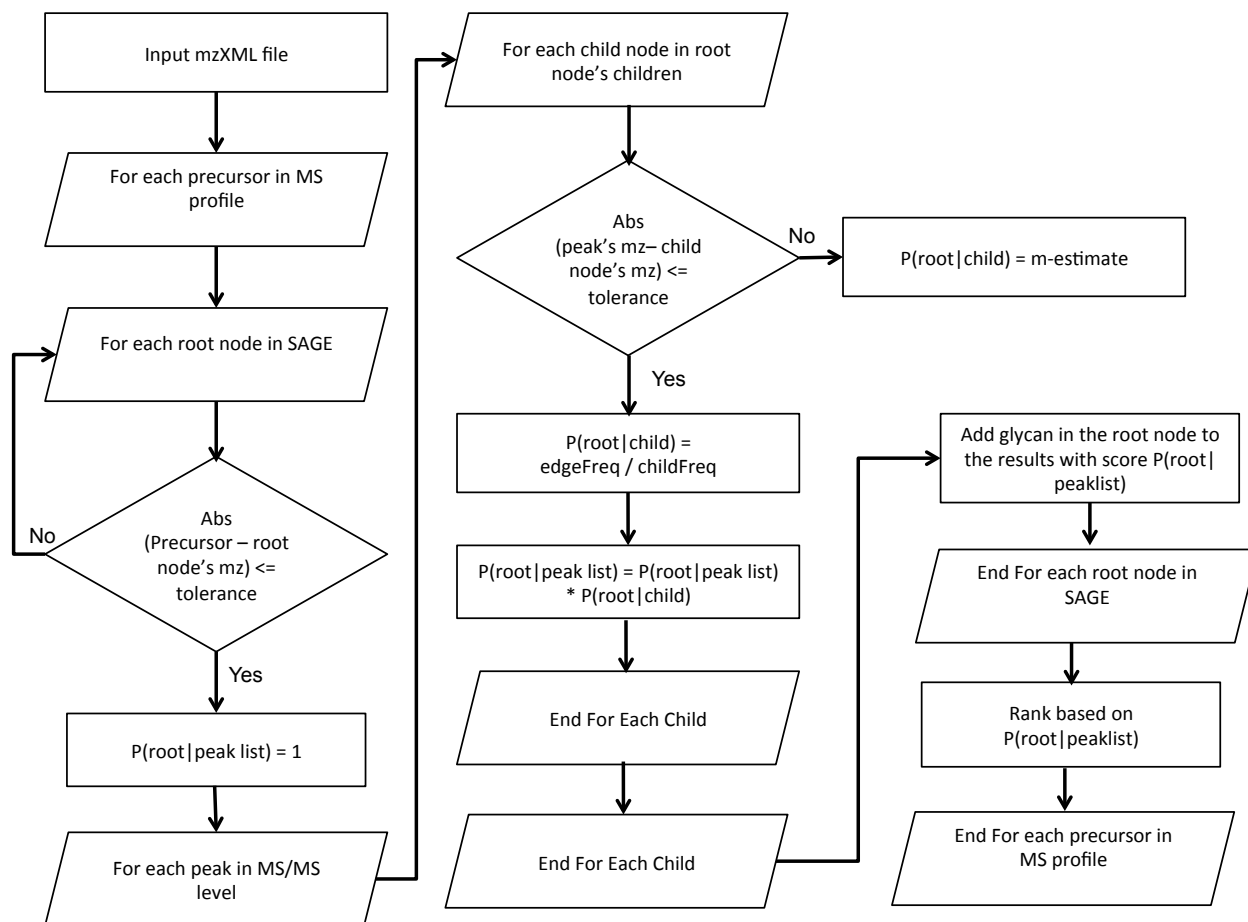 Input mzXML file
For each precursor in MS
profile
For each root node in SAGE
Abs
(Precursor – root
node's mz) <=
tolerance
No
Yes
P(root|peak list) = 1
For each peak in MS/MS
level
For each child node in root
node's children
Abs
(peak's mz– child
node's mz) <=
tolerance
No
P(root|child) = m-estimate
Yes
P(root|child) =
edgeFreq / childFreq
P(root|peak list) = P(root|peak list)
* P(root|child)
End For Each Child
End For Each Child
Add glycan in the root node to
the results with score P(root|
peaklist)
End For each root node in
SAGE
Rank based on
P(root|peaklist)
End For each precursor in
MS profile